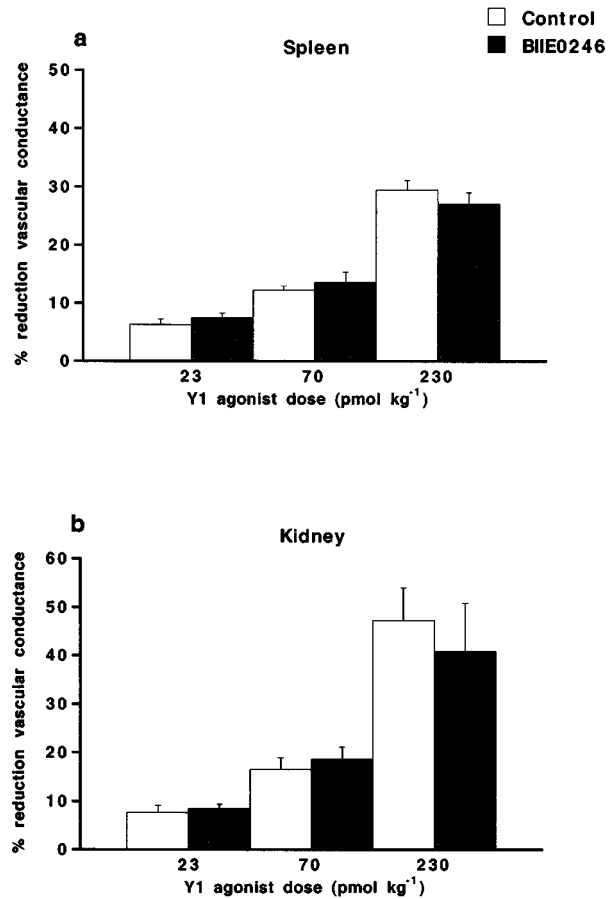 Control
BIIE0246
a
Spleen
% reduction vascular conductance
50
40
30
20
10
0
23 70 230
Y1 agonist dose (pmol kg⁻¹)
b
Kidney
% reduction vascular conductance
60
50
40
30
20
10
0
23 70 230
Y1 agonist dose (pmol kg⁻¹)